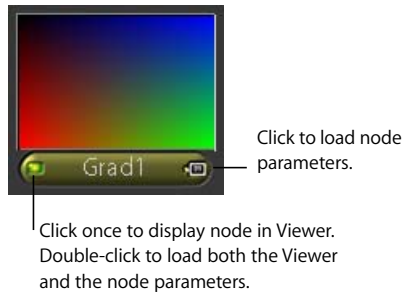 Grad1
Click to load node
parameters.
Click once to display node in Viewer.
Double-click to load both the Viewer
and the node parameters.